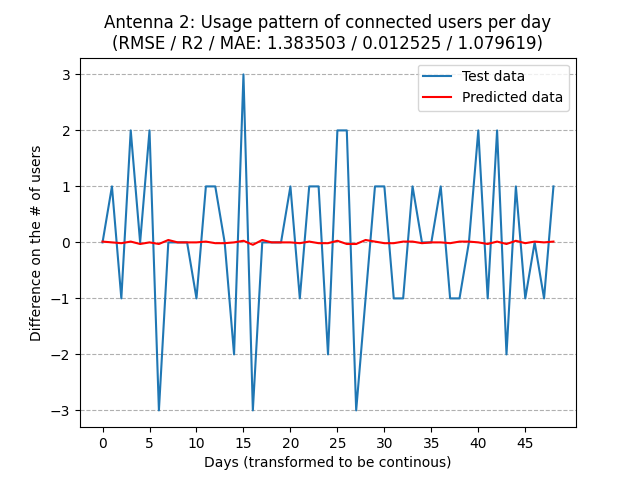 Antenna 2: Usage pattern of connected users per day
(RMSE / R2 / MAE: 1.383503 / 0.012525 / 1.079619)
Test data
Predicted data
Difference on the # of users
3
2
1
0
−1
−2
−3
0 5 10 15 20 25 30 35 40 45
Days (transformed to be continous)